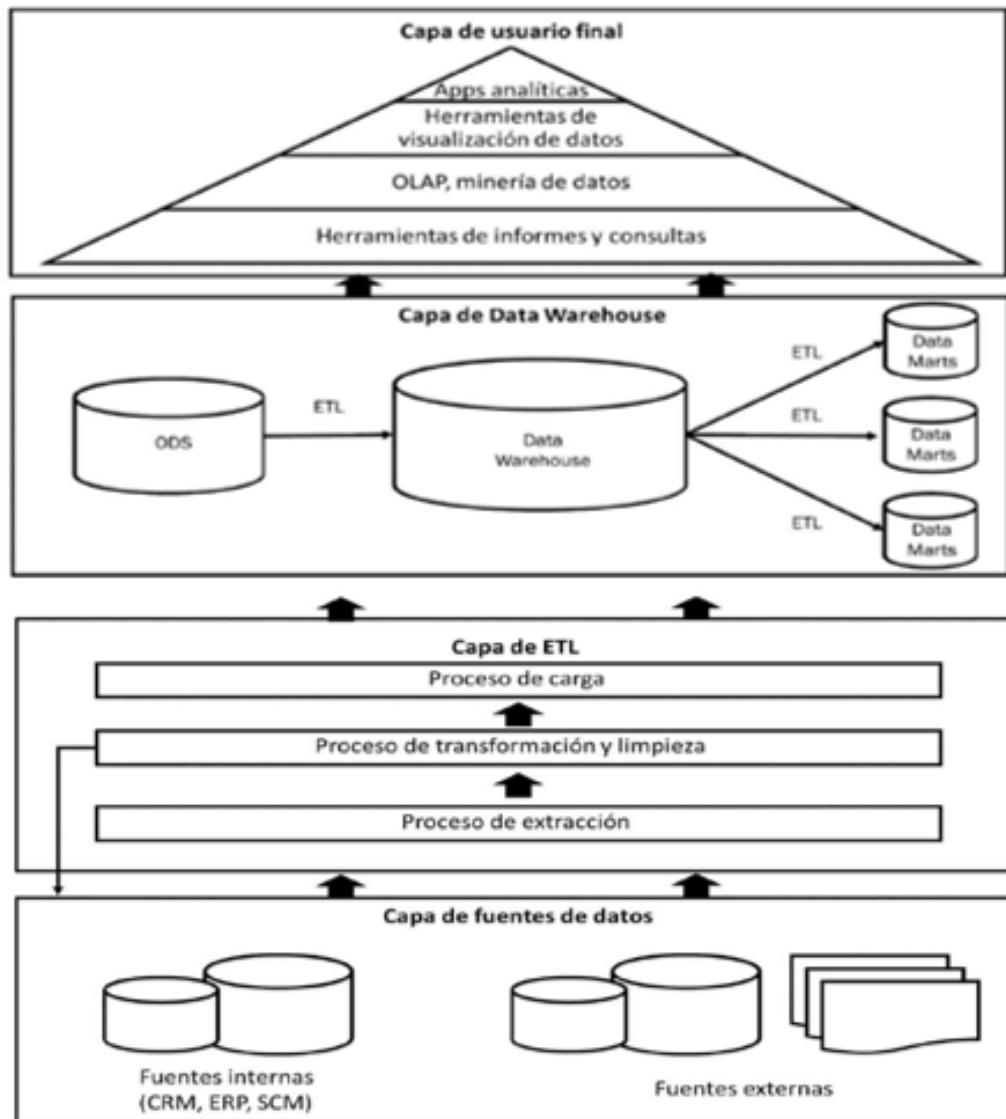 Capa de usuario final
Apps analíticas
Herramientas de
visualización de datos
OLAP, minería de datos
Herramientas de informes y consultas
Capa de Data Warehouse
ODS
ETL
Data
Warehouse
ETL
Data
Marts
ETL
Data
Marts
ETL
Data
Marts
Capa de ETL
Proceso de carga
Proceso de transformación y limpieza
Proceso de extracción
Capa de fuentes de datos
Fuentes internas
(CRM, ERP, SCM)
Fuentes externas